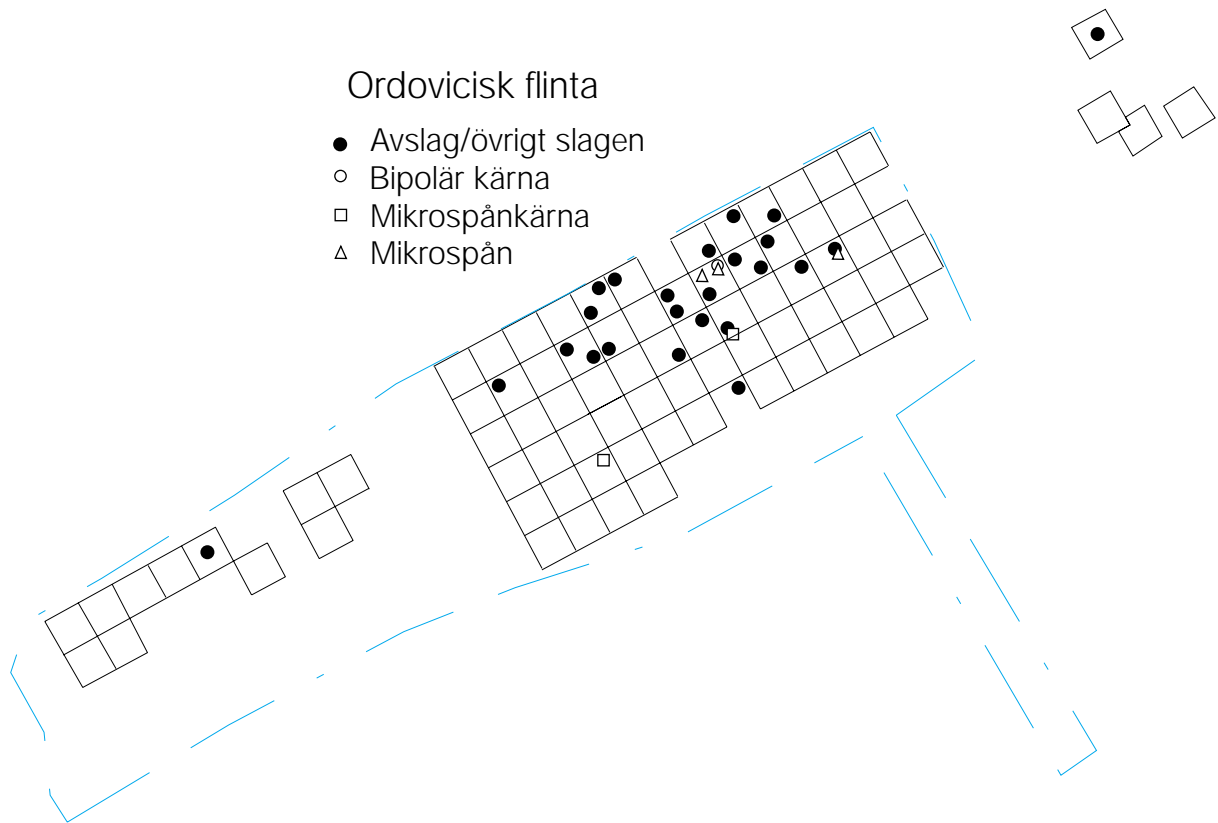 Ordovicisk flinta
Avslag/övrigt slagen
Bipolär kärna
Mikrospånkärna
Mikrospån